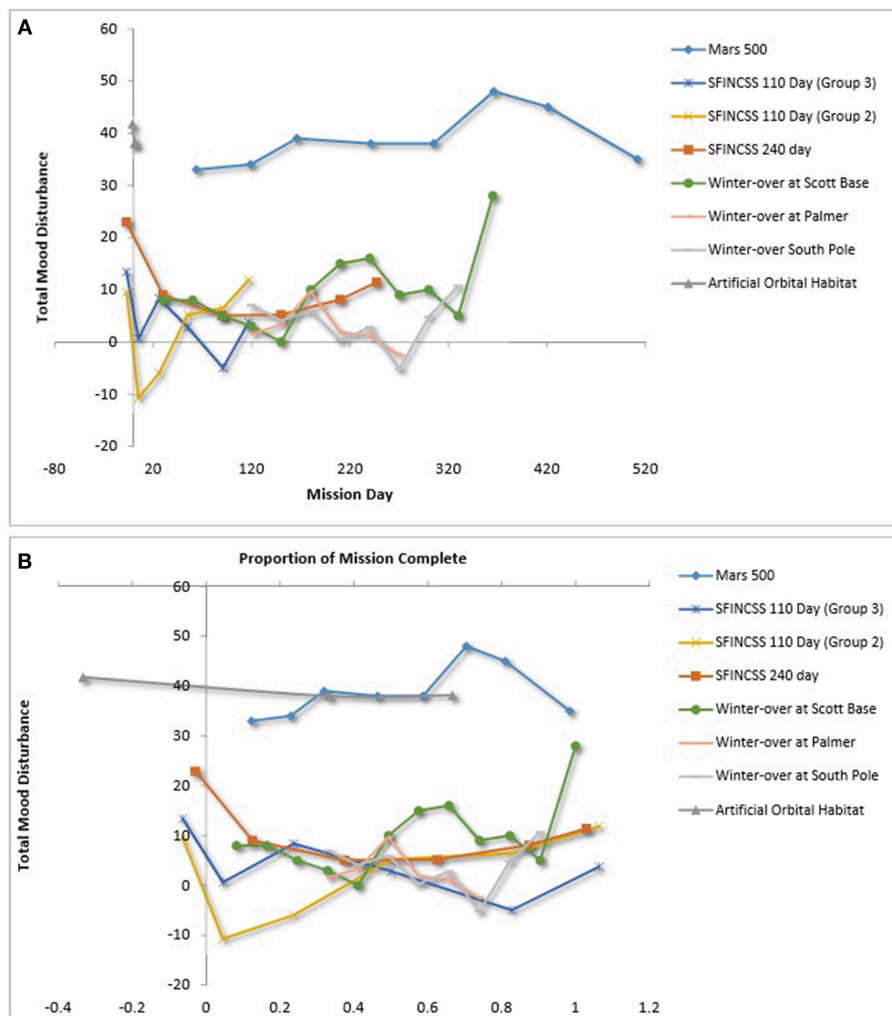 A
60
50
40
30
20
10
0
-10
-20
Total Mood Disturbance
-80 20 120 220 320 420 520
Mission Day
Mars 500
SFINCSS 110 Day (Group 3)
SFINCSS 110 Day (Group 2)
SFINCSS 240 day
Winter-over at Scott Base
Winter-over at Palmer
Winter-over South Pole
Artificial Orbital Habitat
B
Proportion of Mission Complete
60
50
40
30
20
10
0
-10
-20
Total Mood Disturbance
-0.4 -0.2 0 0.2 0.4 0.6 0.8 1 1.2
Mars 500
SFINCSS 110 Day (Group 3)
SFINCSS 110 Day (Group 2)
SFINCSS 240 day
Winter-over at Scott Base
Winter-over at Palmer
Winter-over at South Pole
Artificial Orbital Habitat